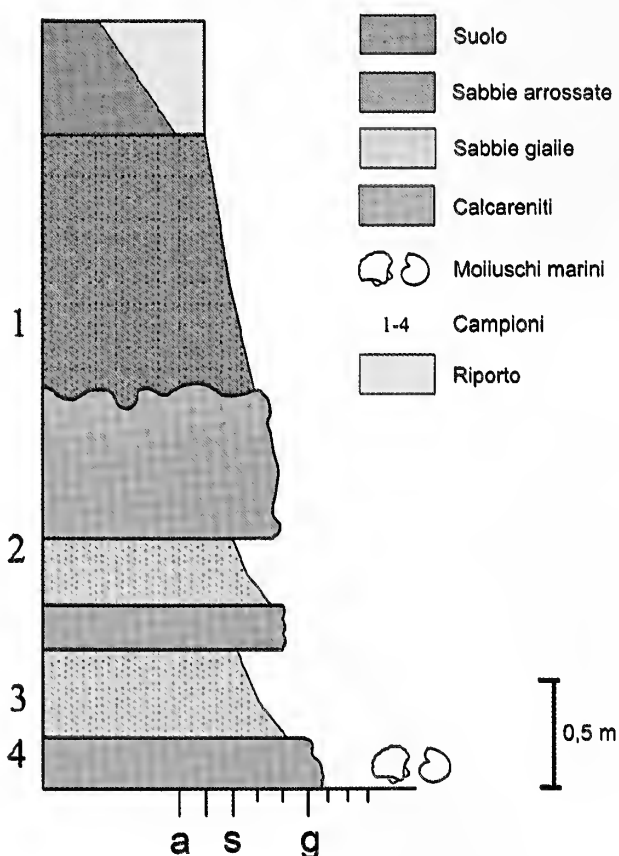 Suolo
Sabbie arrossate
Sabbie gialle
Calcareniti
Molluschi marini
1-4 Campioni
Riporto
1
2
3
4
0,5 m
a s g